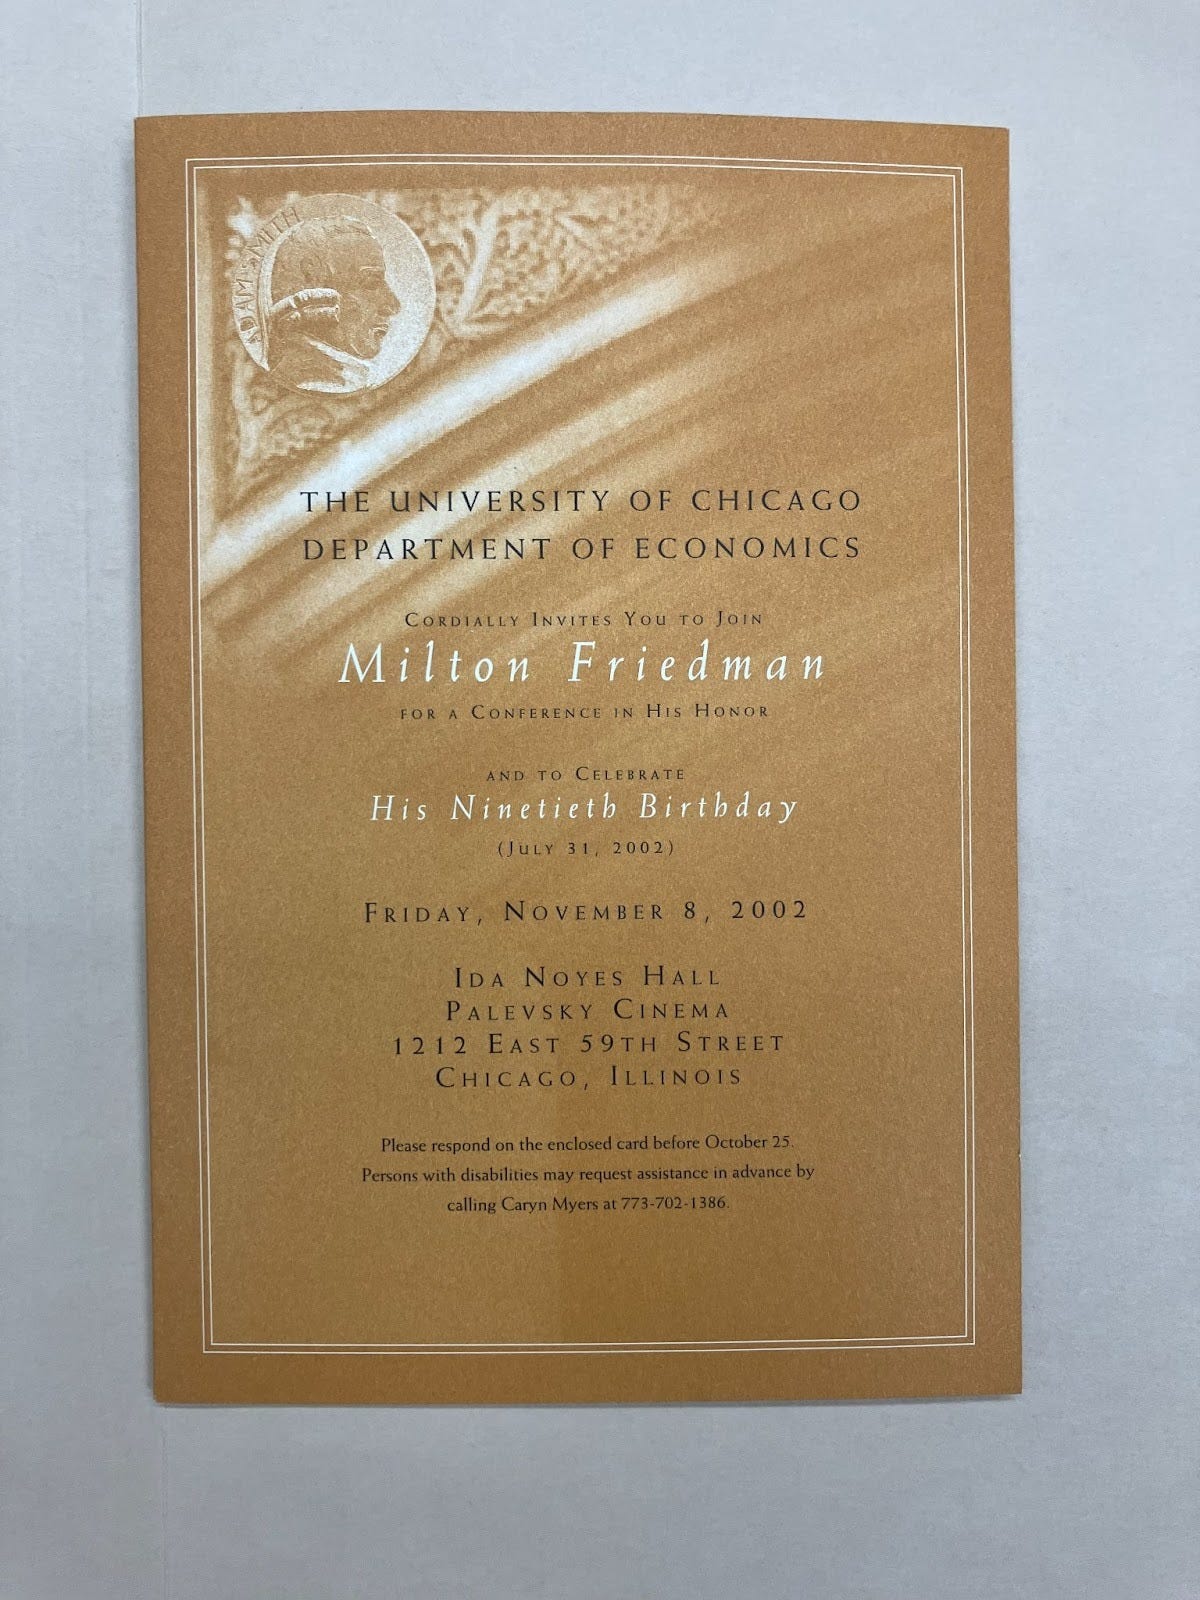 ADAM SMITH
THE UNIVERSITY OF CHICAGO
DEPARTMENT OF ECONOMICS
CORDIALLY INVITES YOU TO JOIN
Milton Friedman
FOR A CONFERENCE IN HIS HONOR
AND TO CELEBRATE
His Ninetieth Birthday
(JULY 31, 2002)
FRIDAY, NOVEMBER 8, 2002
IDA NOYES HALL
PALEVSKY CINEMA
1212 EAST 59TH STREET
CHICAGO, ILLINOIS
Please respond on the enclosed card before October 25.
Persons with disabilities may request assistance in advance by
calling Caryn Myers at 773-702-1386.